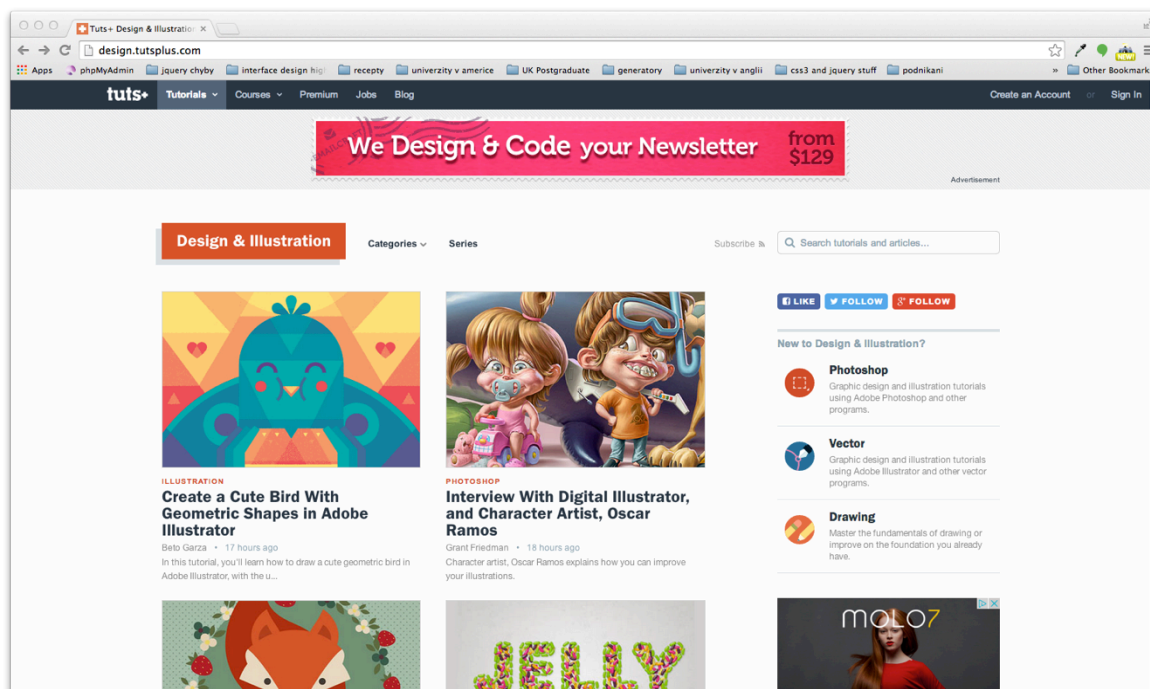 Tuts+ Design & Illustratio
design.tutsplus.com
Apps phpMyAdmin jquery chyby interface design hig recepty univerzity v americe UK Postgraduate generatory univerzity v anglii css3 and jquery stuff podnikani » Other Bookmark
tuts+ Tutorials Courses Premium Jobs Blog Create an Account or Sign In
We Design & Code your Newsletter
from
$129
Advertisement
Design & Illustration Categories Series Subscribe Search tutorials and articles...
LIKE FOLLOW FOLLOW
New to Design & Illustration?
Photoshop
Graphic design and illustration tutorials
using Adobe Photoshop and other
programs.
Vector
Graphic design and illustration tutorials
using Adobe Illustrator and other vector
programs.
Drawing
Master the fundamentals of drawing or
improve on the foundation you already
have.
ILLUSTRATION
Create a Cute Bird With
Geometric Shapes in Adobe
Illustrator
Beto Garza • 17 hours ago
In this tutorial, you'll learn how to draw a cute geometric bird in
Adobe Illustrator, with the u...
PHOTOSHOP
Interview With Digital Illustrator,
and Character Artist, Oscar
Ramos
Grant Friedman • 18 hours ago
Character artist, Oscar Ramos explains how you can improve
your illustrations.
JELLY
MOLO7